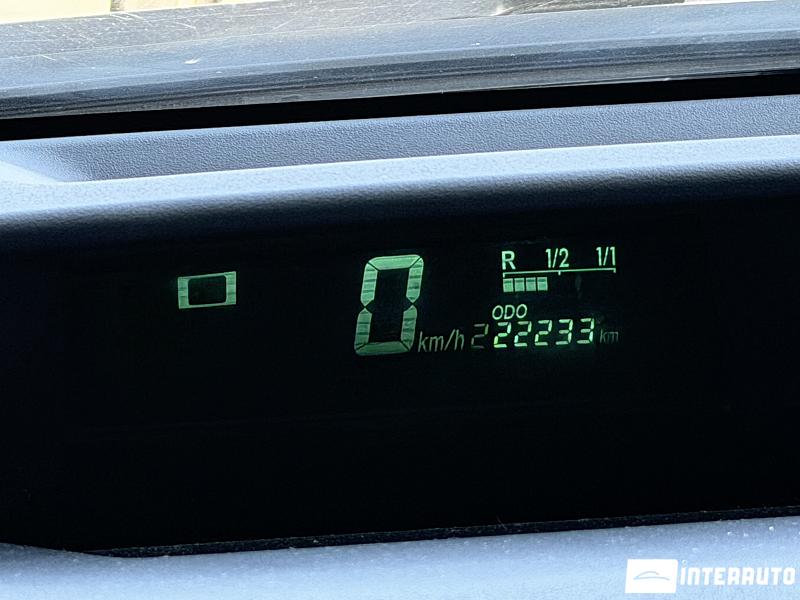 R 1/2 1/1
ODO
0 km/h 222233 km
INTERAUTO